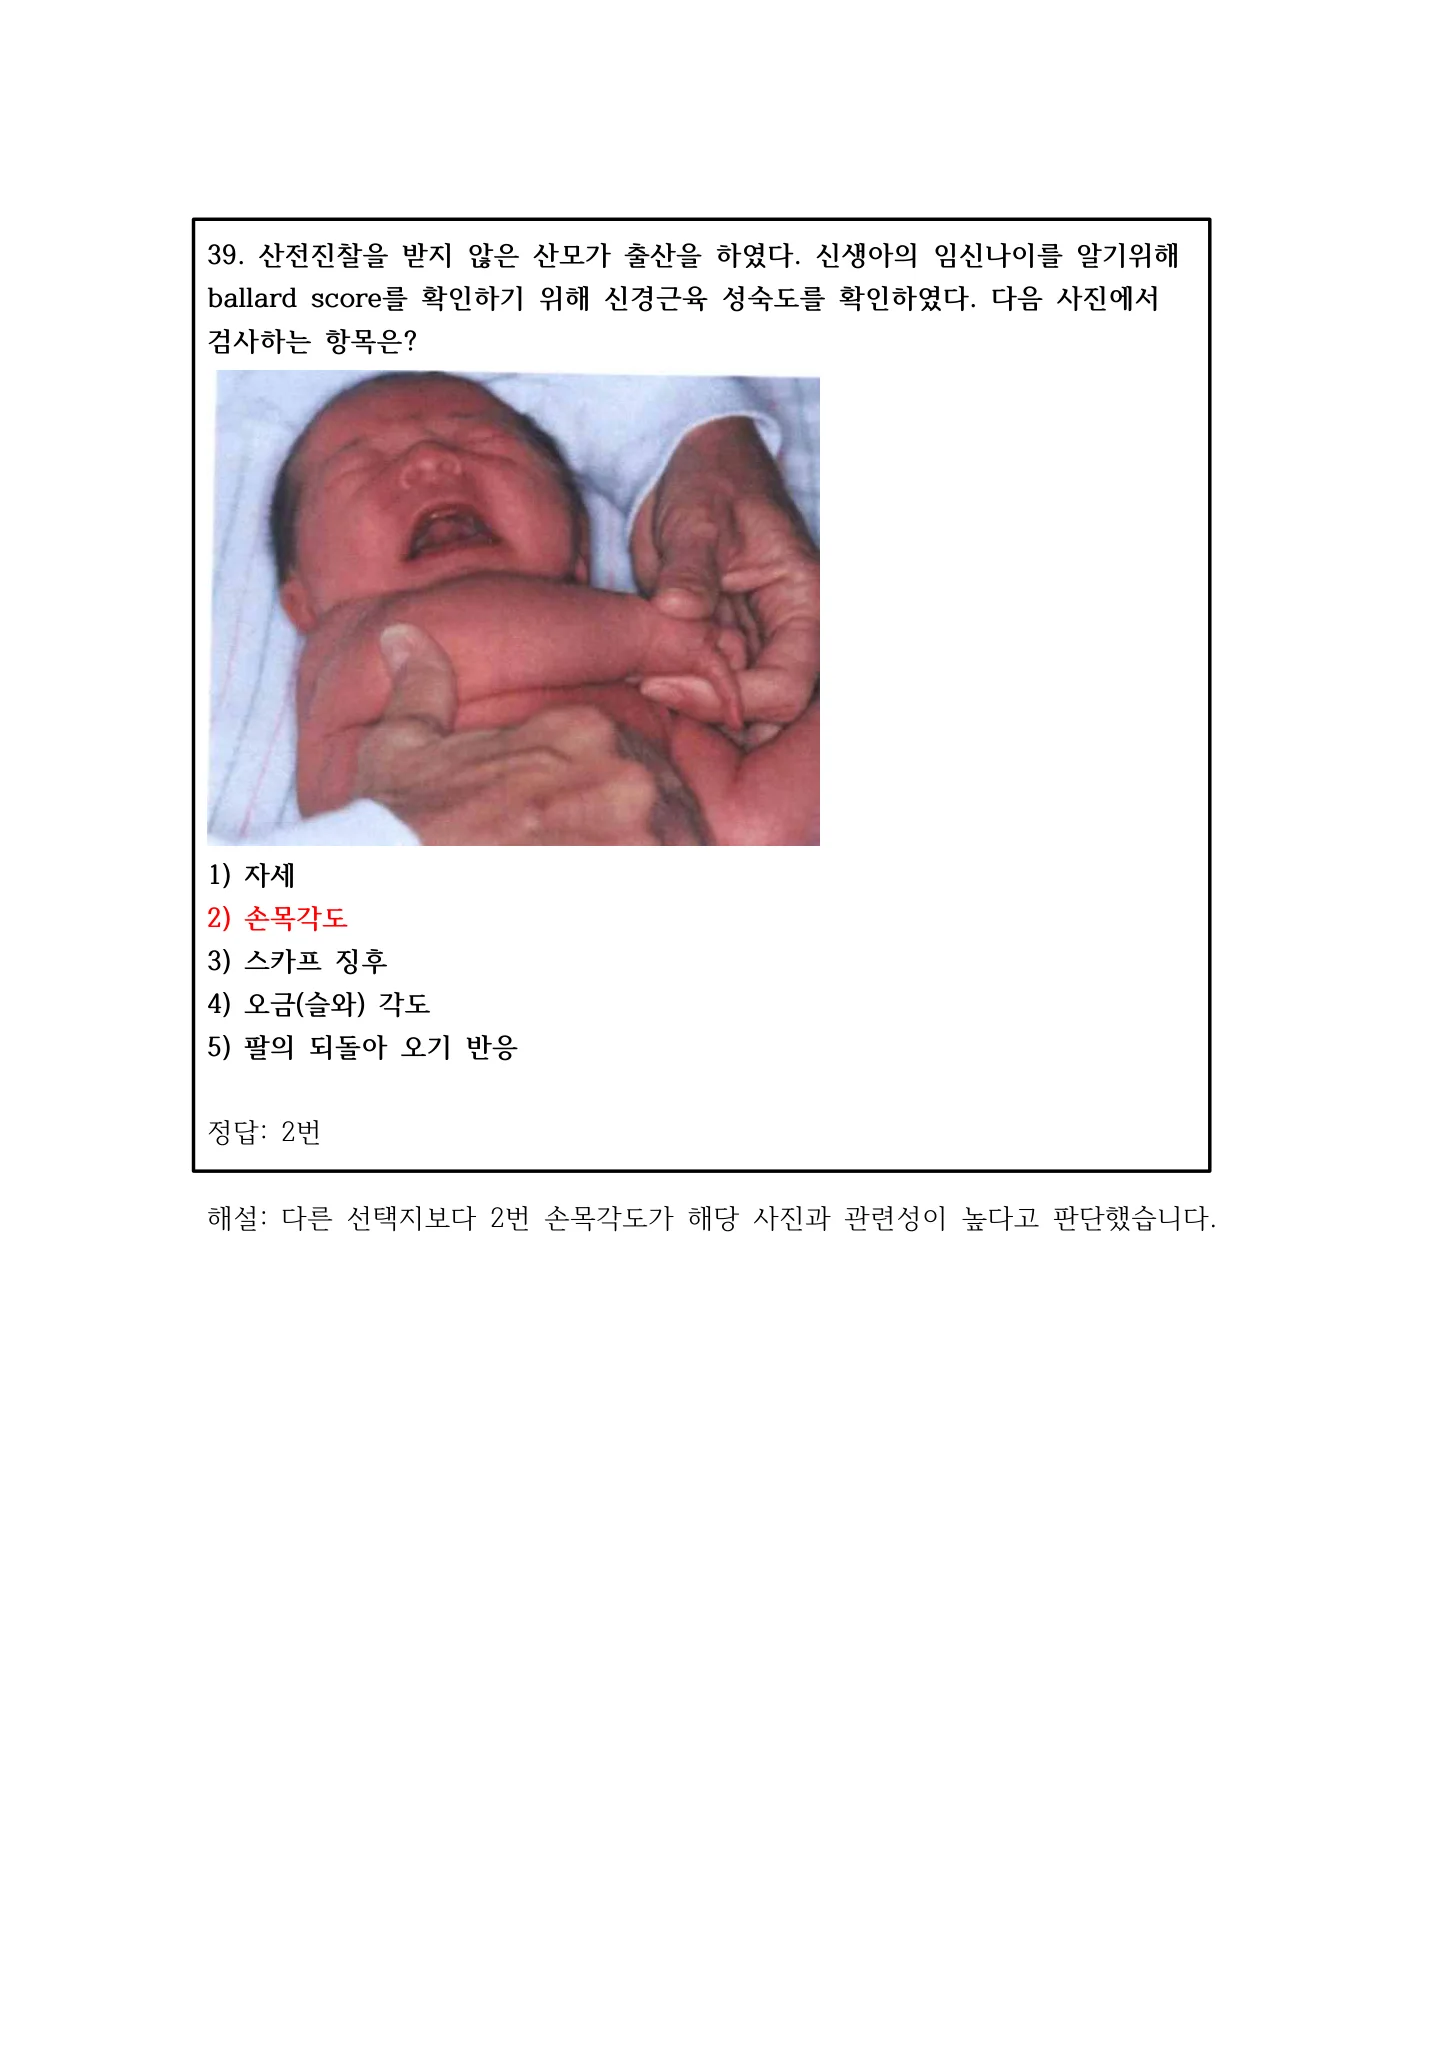 39. 산전진찰을 받지 않은 산모가 출산을 하였다. 신생아의 임신나이를 알기위해
ballard score를 확인하기 위해 신경근육 성숙도를 확인하였다. 다음 사진에서
검사하는 항목은?
1) 자세
2) 손목각도
3) 스카프 징후
4) 오금(슬와) 각도
5) 팔의 되돌아 오기 반응
정답: 2번
해설: 다른 선택지보다 2번 손목각도가 해당 사진과 관련성이 높다고 판단했습니다.